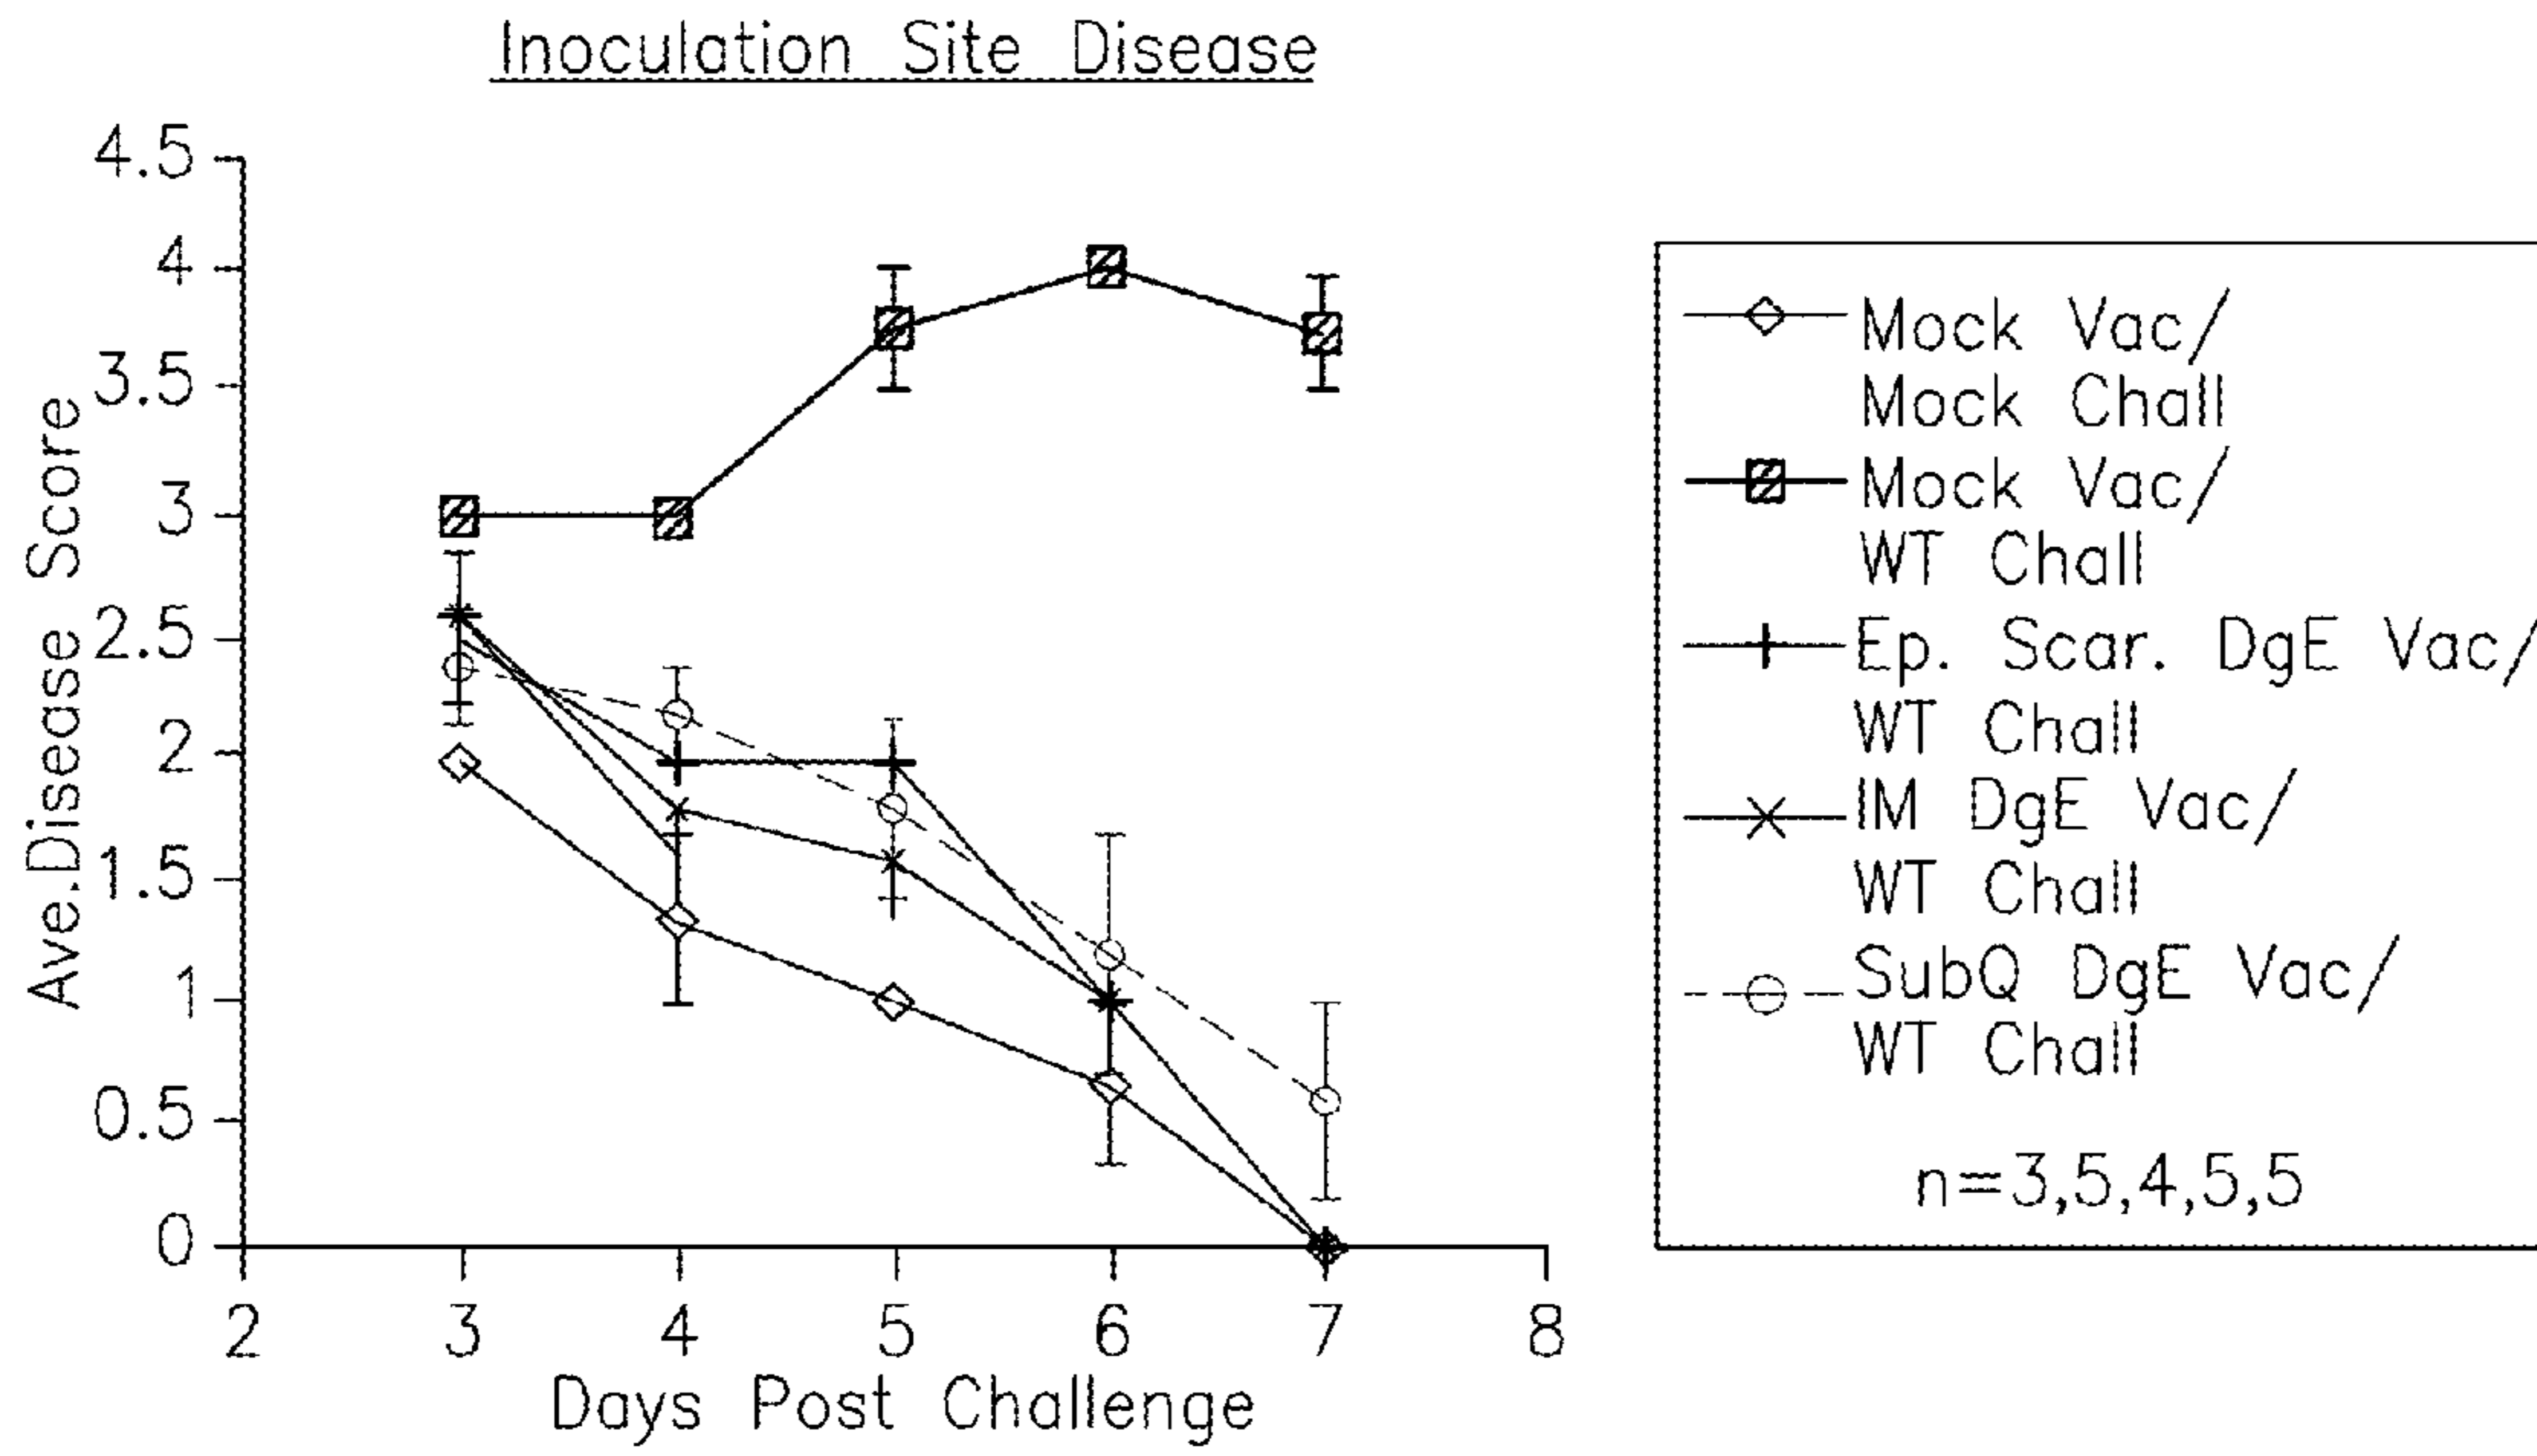 Inoculation Site Disease
4.5
4
3.5
3
2.5
2
1.5
1
0.5
0
Ave.Disease Score
2 3 4 5 6 7 8
Days Post Challenge
Mock Vac/
Mock Chall
Mock Vac/
WT Chall
Ep. Scar. DgE Vac/
WT Chall
IM DgE Vac/
WT Chall
SubQ DgE Vac/
WT Chall
n=3,5,4,5,5